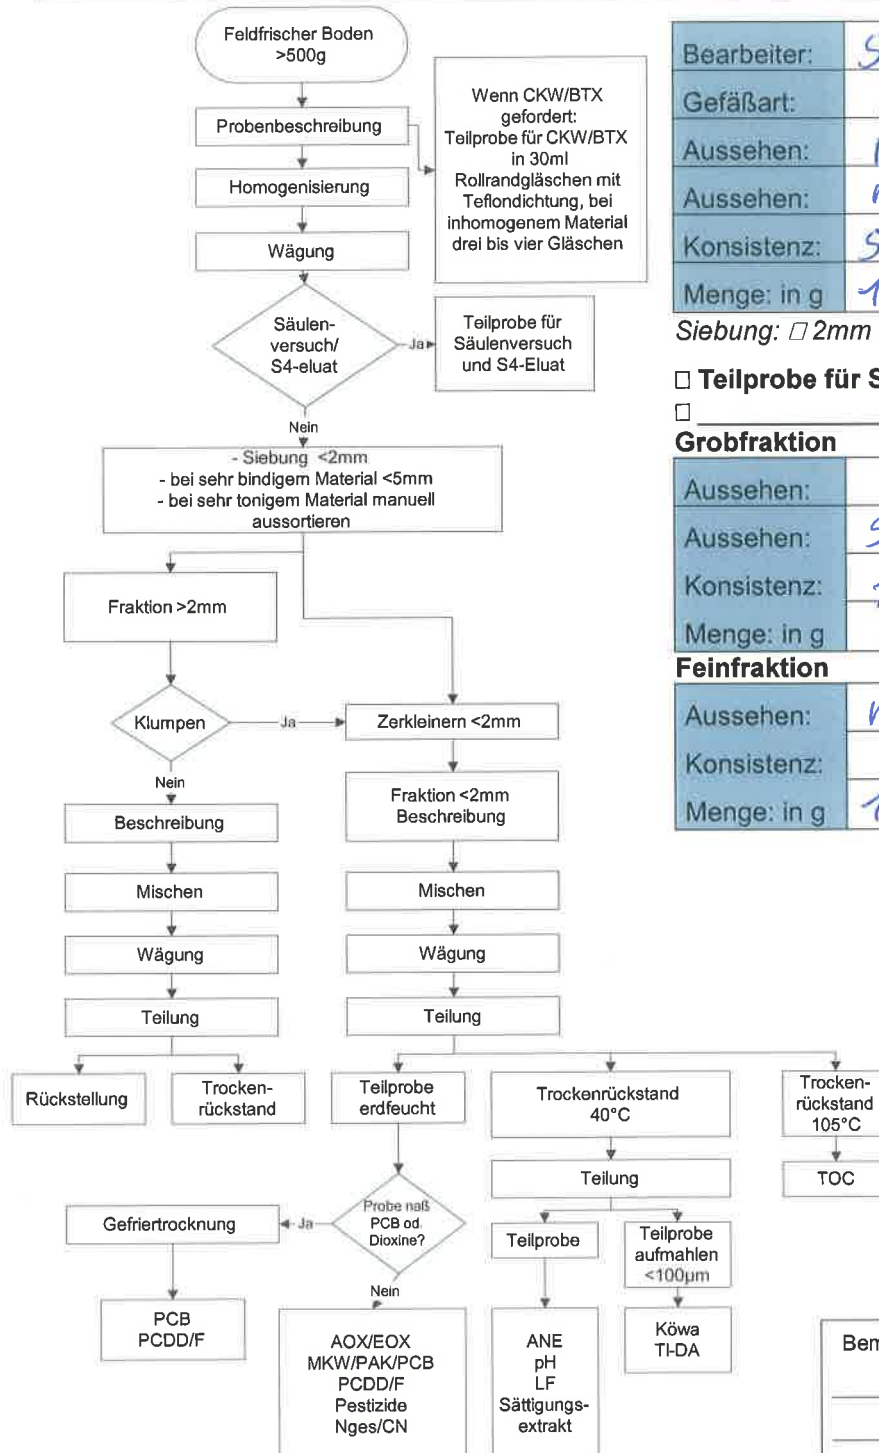 Feldfrischer Boden
>500g
Probenbeschreibung
Homogenisierung
Wägung
Wenn CKW/BTX
gefordert:
Teilprobe für CKW/BTX
in 30ml
Rollrandgläschen mit
Teflondichtung, bei
inhomogenem Material
drei bis vier Gläschen
Säulen-
versuch/
S4-eluat
Ja
Teilprobe für
Säulenversuch
und S4-Eluat
Nein
- Siebung <2mm
- bei sehr bindigem Material <5mm
- bei sehr tonigem Material manuell
aussortieren
Fraktion >2mm
Klumpen
Ja
Zerkleinern <2mm
Nein
Beschreibung
Fraktion <2mm
Beschreibung
Mischen
Mischen
Wägung
Wägung
Teilung
Teilung
Rückstellung
Trocken-
rückstand
Teilprobe
erdfeucht
Trockenrückstand
40°C
Trocken-
rückstand
105°C
Teilung
TOC
Probe naß
PCB od.
Dioxine?
Ja
Gefriertrocknung
Teilprobe
Teilprobe
aufmahlen
<100µm
Nein
PCB
PCDD/F
AOX/EOX
MKW/PAK/PCB
PCDD/F
Pestizide
Nges/CN
ANE
pH
LF
Sättigungs-
extrakt
Köwa
TI-DA
Bearbeiter:
Gefäßart:
Aussehen:
Aussehen:
Konsistenz:
Menge: in g
Siebung: □ 2mm
□ Teilprobe für S
□
Grobfraktion
Aussehen:
Aussehen:
Konsistenz:
Menge: in g
Feinfraktion
Aussehen:
Konsistenz:
Menge: in g
Bem